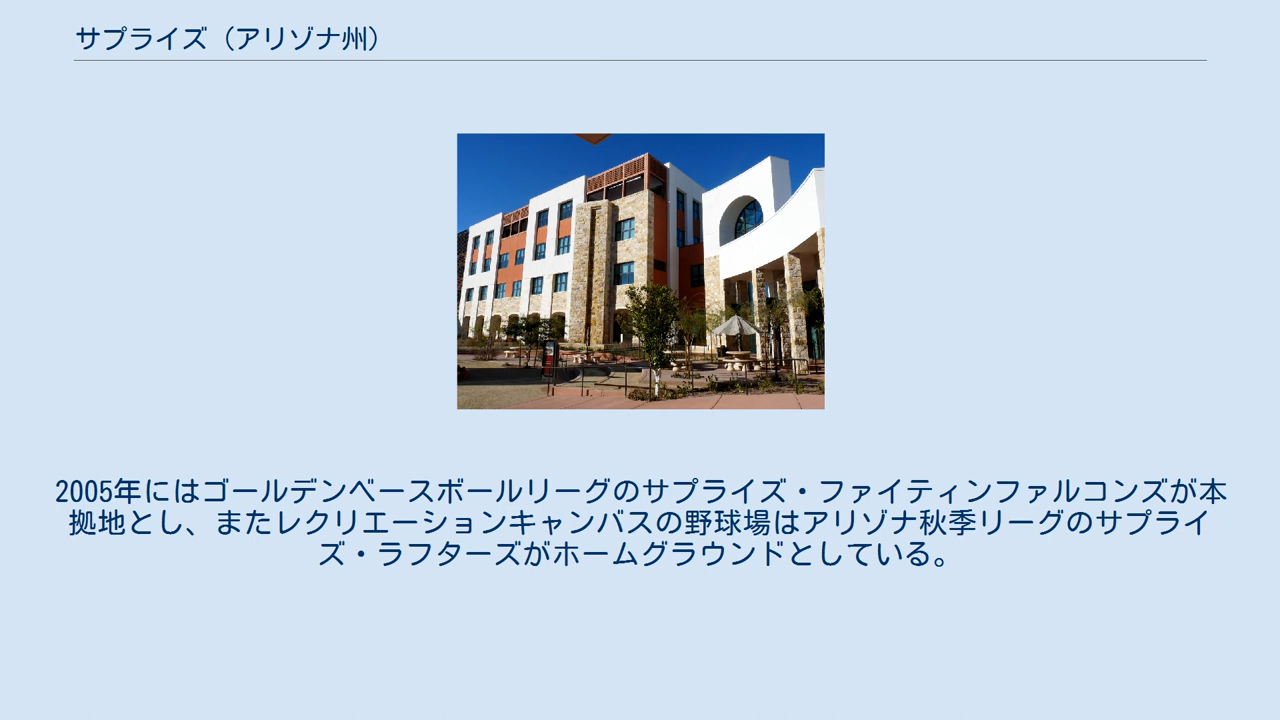 サプライズ（アリゾナ州）
2005年にはゴールデンベースボールリーグのサプライズ・ファイティンファルコンズが本
拠地とし、またレクリエーションキャンバスの野球場はアリゾナ秋季リーグのサプライ
ズ・ラフターズがホームグラウンドとしている。